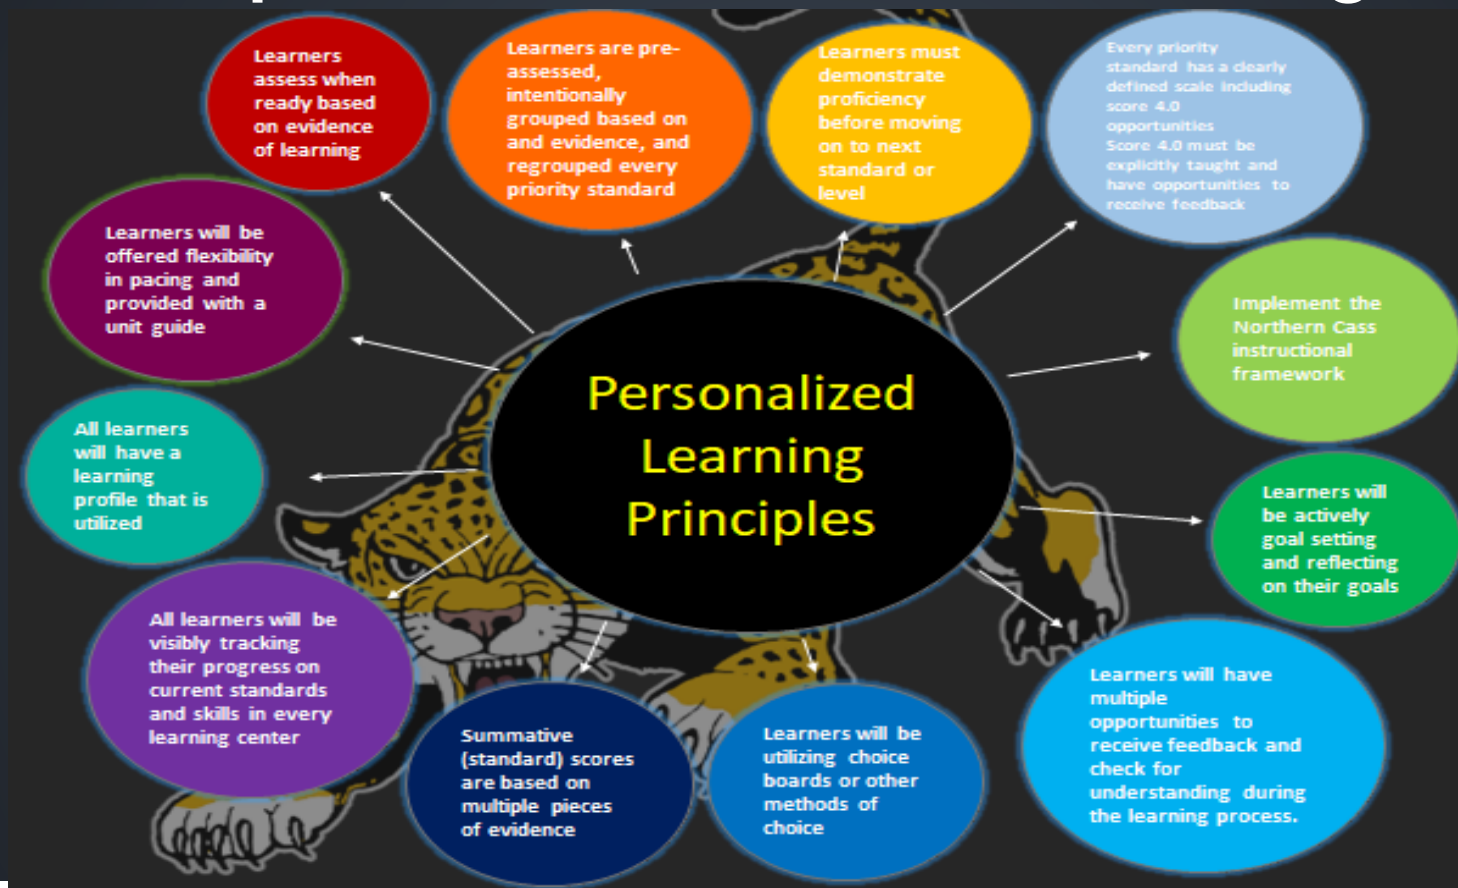 Learners
assess when
ready based
on evidence
of learning
Learners are pre-
assessed,
intentionally
grouped based on
and evidence, and
regrouped every
priority standard
Learners must
demonstrate
proficiency
before moving
on to next
standard or
level
Every priority
standard has a clearly
defined scale including
score 4.0
opportunities
Score 4.0 must be
explicitly taught and
have opportunities to
receive feedback
Learners will be
offered flexibility
in pacing and
provided with a
unit guide
Implement the
Northern Cass
instructional
framework
Personalized
Learning
Principles
All learners
will have a
learning
profile that is
utilized
Learners will
be actively
goal setting
and reflecting
on their goals
All learners will be
visibly tracking
their progress on
current standards
and skills in every
learning center
Summative
(standard) scores
are based on
multiple pieces
of evidence
Learners will be
utilizing choice
boards or other
methods of
choice
Learners will have
multiple
opportunities to
receive feedback and
check for
understanding during
the learning process.